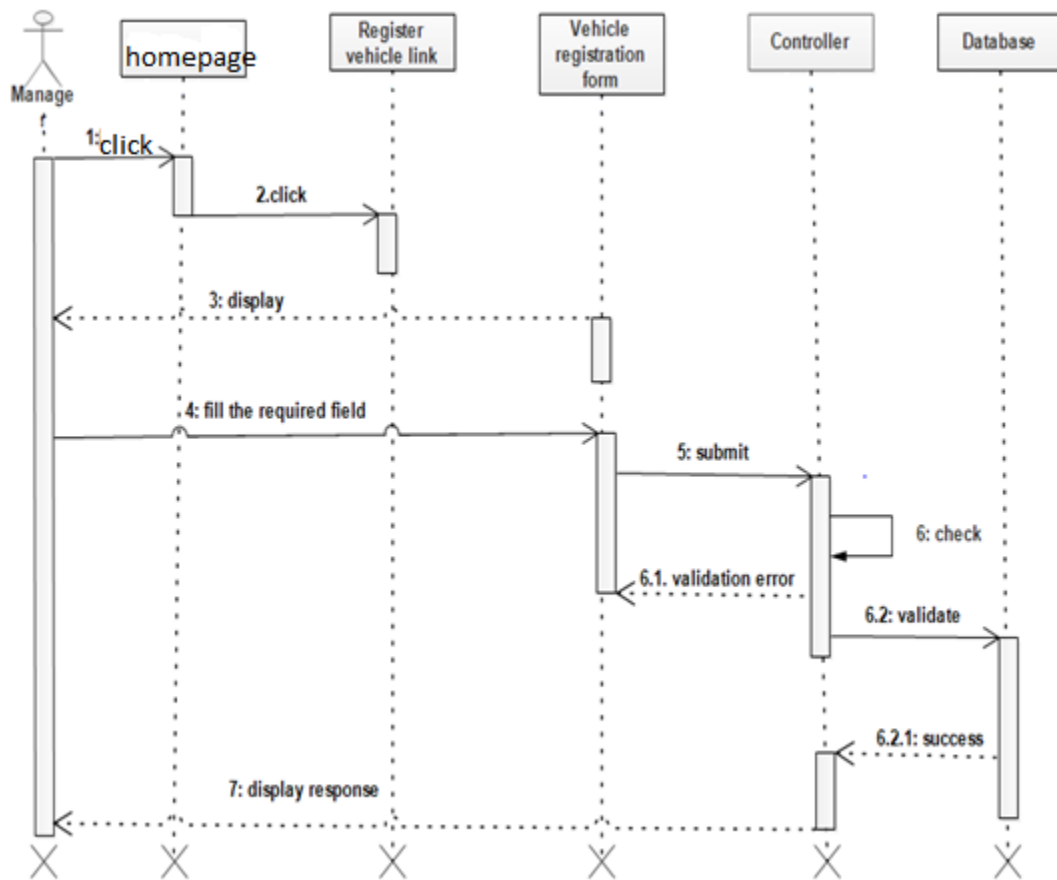 homepage
Register
vehicle link
Vehicle
registration
form
Controller
Database
Manage
r
1:click
2.click
3: display
4: fill the required field
5: submit
6: check
6.1. validation error
6.2: validate
6.2.1: success
7: display response